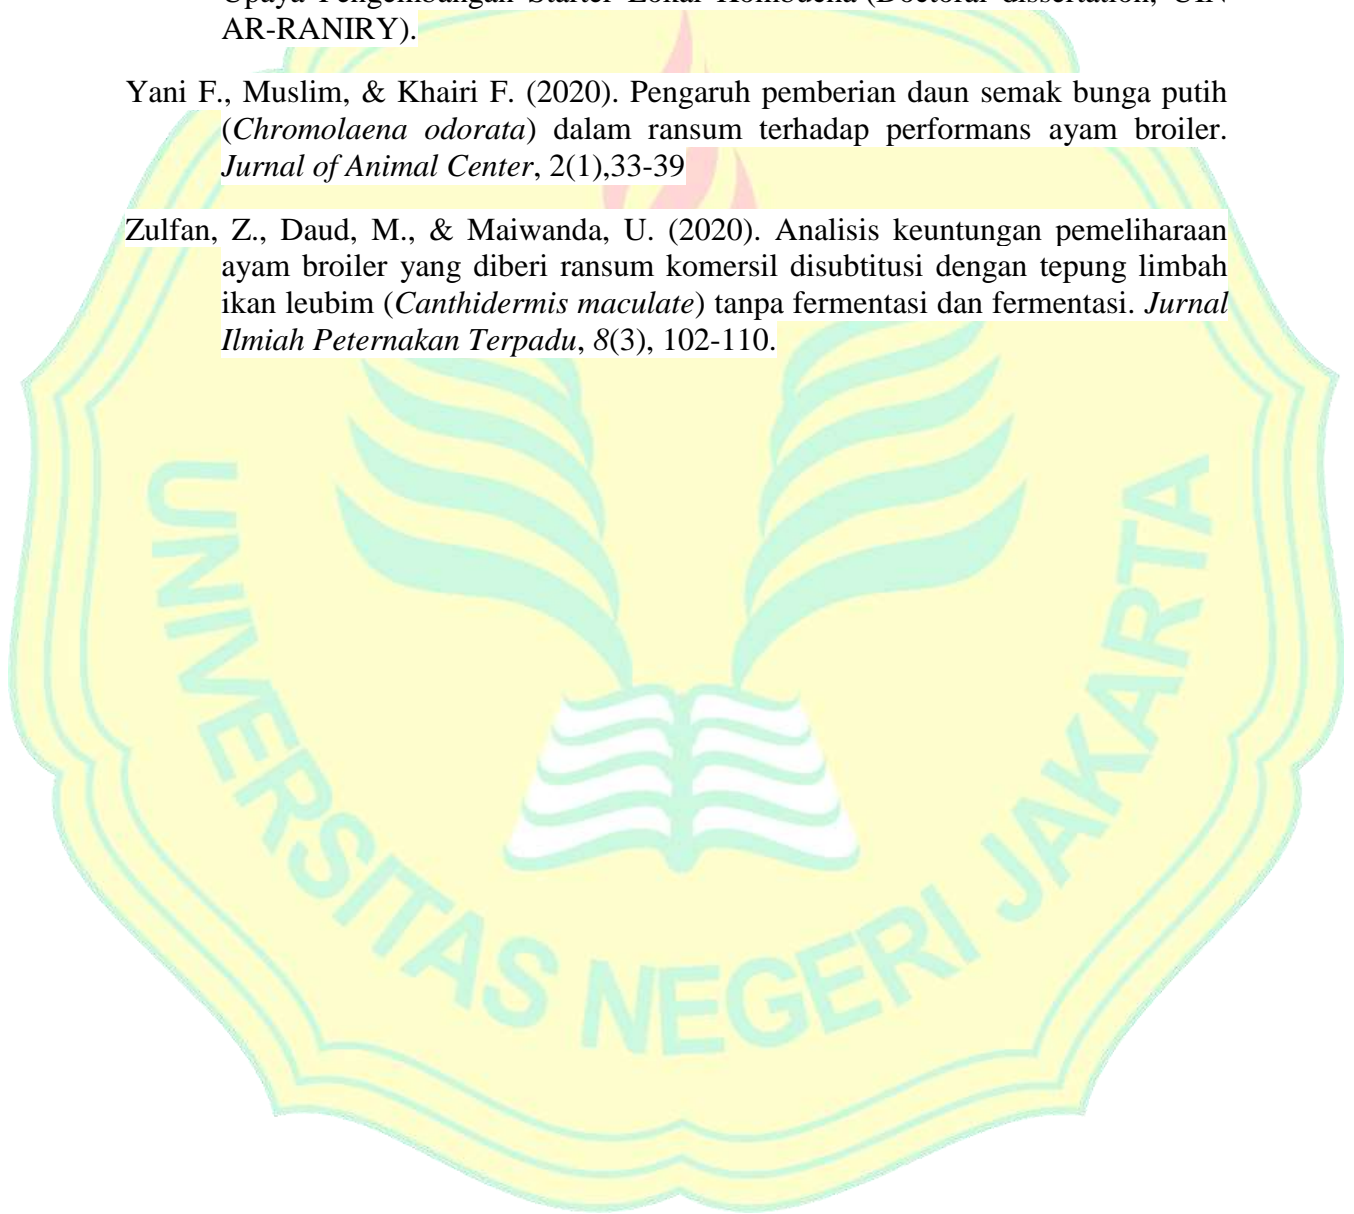 Upaya Pengembangan Starter Lokal Kombucha (Doctoral dissertation, UIN
AR-RANIRY).
Yani F., Muslim, & Khairi F. (2020). Pengaruh pemberian daun semak bunga putih
(Chromolaena odorata) dalam ransum terhadap performans ayam broiler.
Jurnal of Animal Center, 2(1),33-39
Zulfan, Z., Daud, M., & Maiwanda, U. (2020). Analisis keuntungan pemeliharaan
ayam broiler yang diberi ransum komersil disubtitusi dengan tepung limbah
ikan leubim (Canthidermis maculate) tanpa fermentasi dan fermentasi. Jurnal
Ilmiah Peternakan Terpadu, 8(3), 102-110.
UNIVERSITAS NEGERI JAKARTA